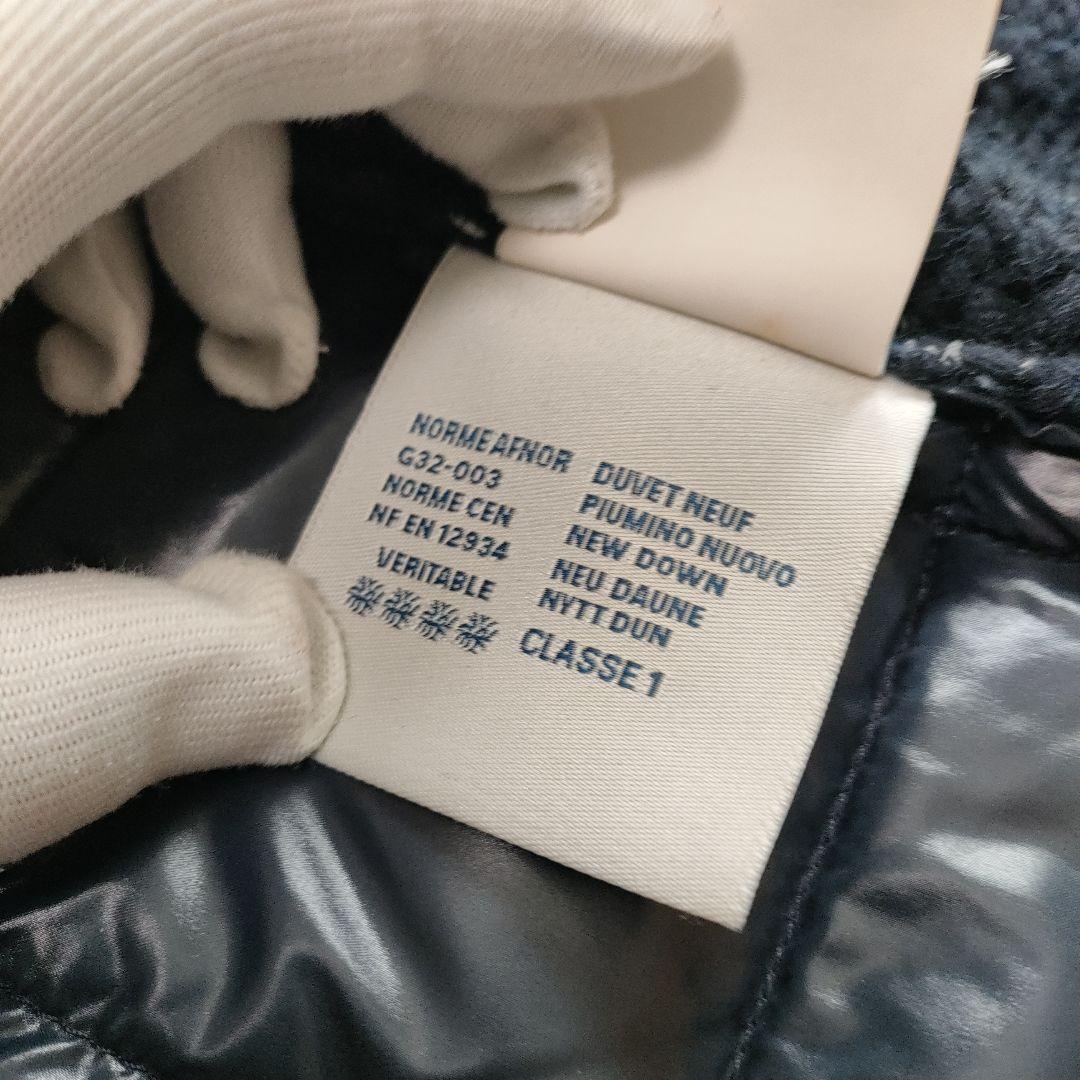 NORME AFNOR
G32-003
NORME CEN
NF EN 12934
VERITABLE
DUVET NEUF
PIUMINO NUOVO
NEW DOWN
NEU DAUNE
NYTT DUN
CLASSE 1